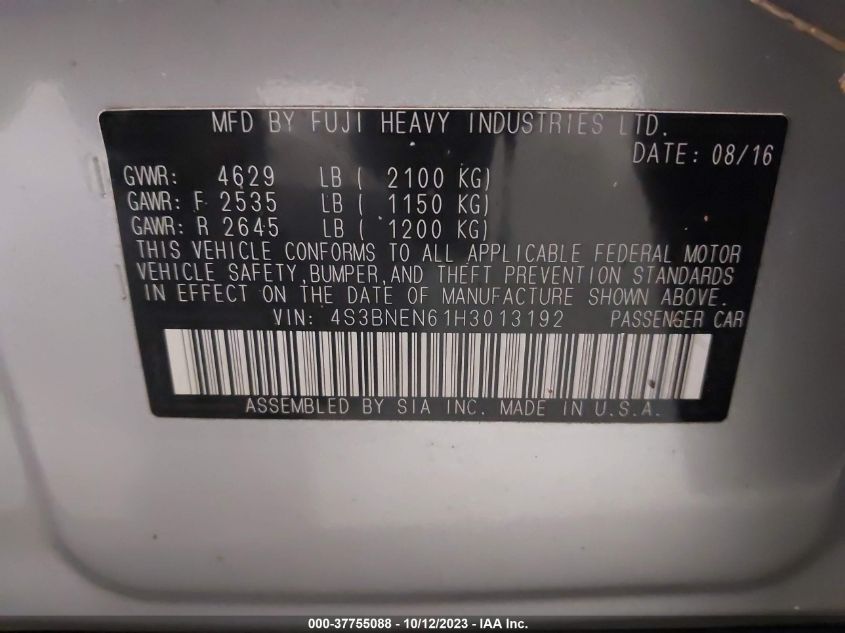 MFD BY FUJI HEAVY INDUSTRIES LTD.
DATE: 08/16
GVWR: 4629 LB ( 2100 KG)
GAWR: F 2535 LB ( 1150 KG)
GAWR: R 2645 LB ( 1200 KG)
THIS VEHICLE CONFORMS TO ALL APPLICABLE FEDERAL MOTOR
VEHICLE SAFETY,BUMPER,AND THEFT PREVENTION STANDARDS
IN EFFECT ON THE DATE OF MANUFACTURE SHOWN ABOVE.
VIN: 4S3BNEN61H3013192 PASSENGER CAR
ASSEMBLED BY SIA INC. MADE IN U.S.A.
000-37755088 - 10/12/2023 - IAA Inc.